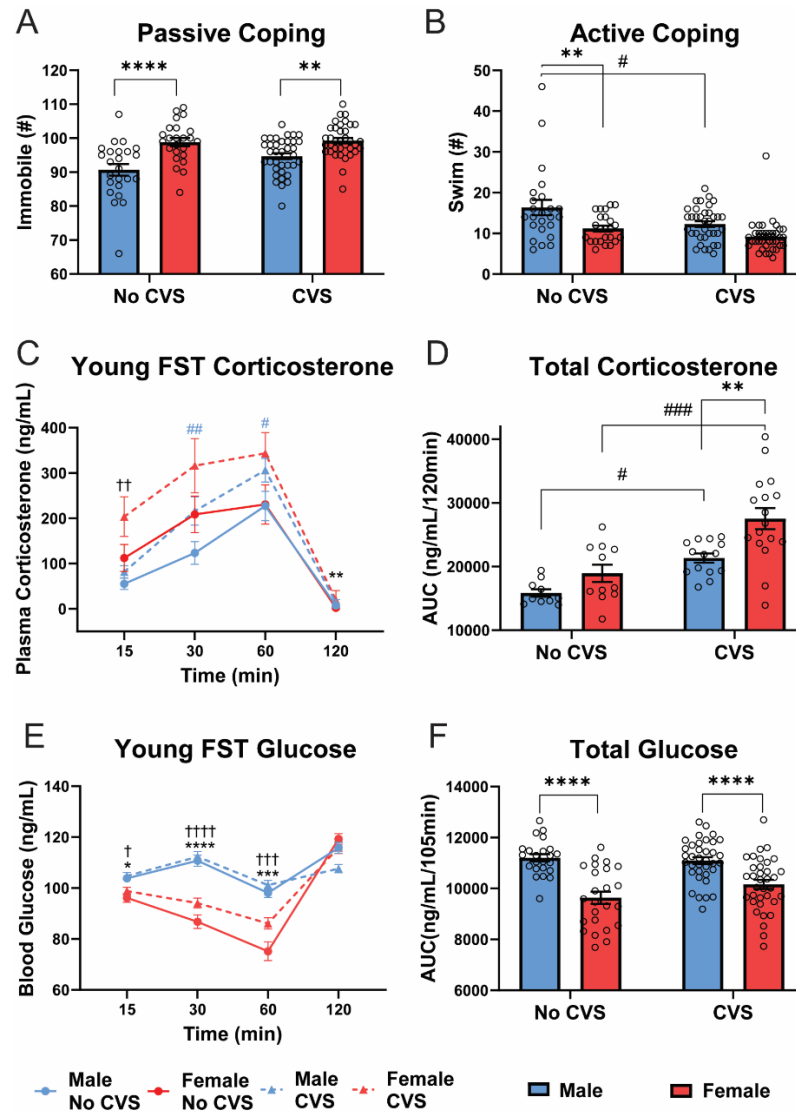 A
Passive Coping
Immobile (#)
120
110
100
90
80
70
60
****
**
No CVS
CVS
B
Active Coping
Swim (#)
50
40
30
20
10
0
**
#
No CVS
CVS
C
Young FST Corticosterone
Plasma Corticosterone (ng/mL)
400
300
200
100
0
††
##
#
**
15
30
60
120
Time (min)
D
Total Corticosterone
AUC (ng/mL/120min)
40000
30000
20000
10000
#
###
**
No CVS
CVS
E
Young FST Glucose
Blood Glucose (ng/mL)
140
120
100
80
60
†
*
††††
****
†††
***
15
30
60
120
Time (min)
F
Total Glucose
AUC(ng/mL/105min)
14000
12000
10000
8000
6000
****
****
No CVS
CVS
Male
No CVS
Female
No CVS
Male
CVS
Female
CVS
Male
Female